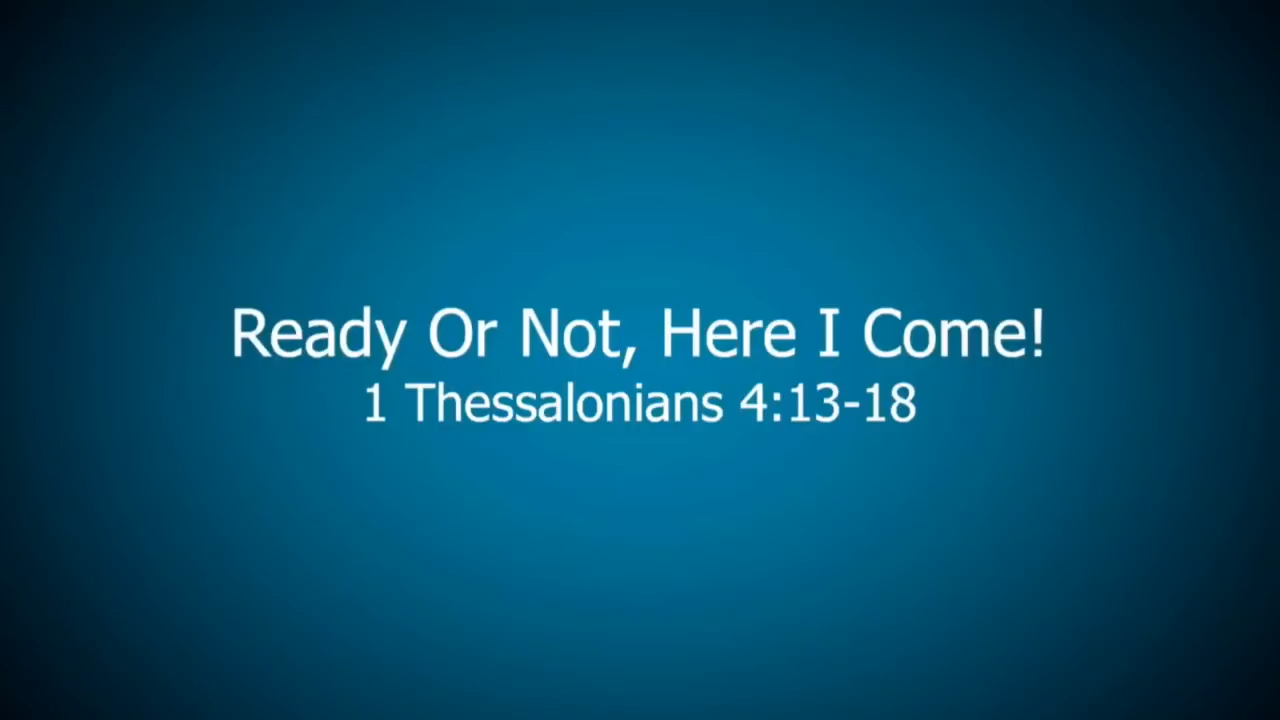 Ready Or Not, Here I Come!
1 Thessalonians 4:13-18